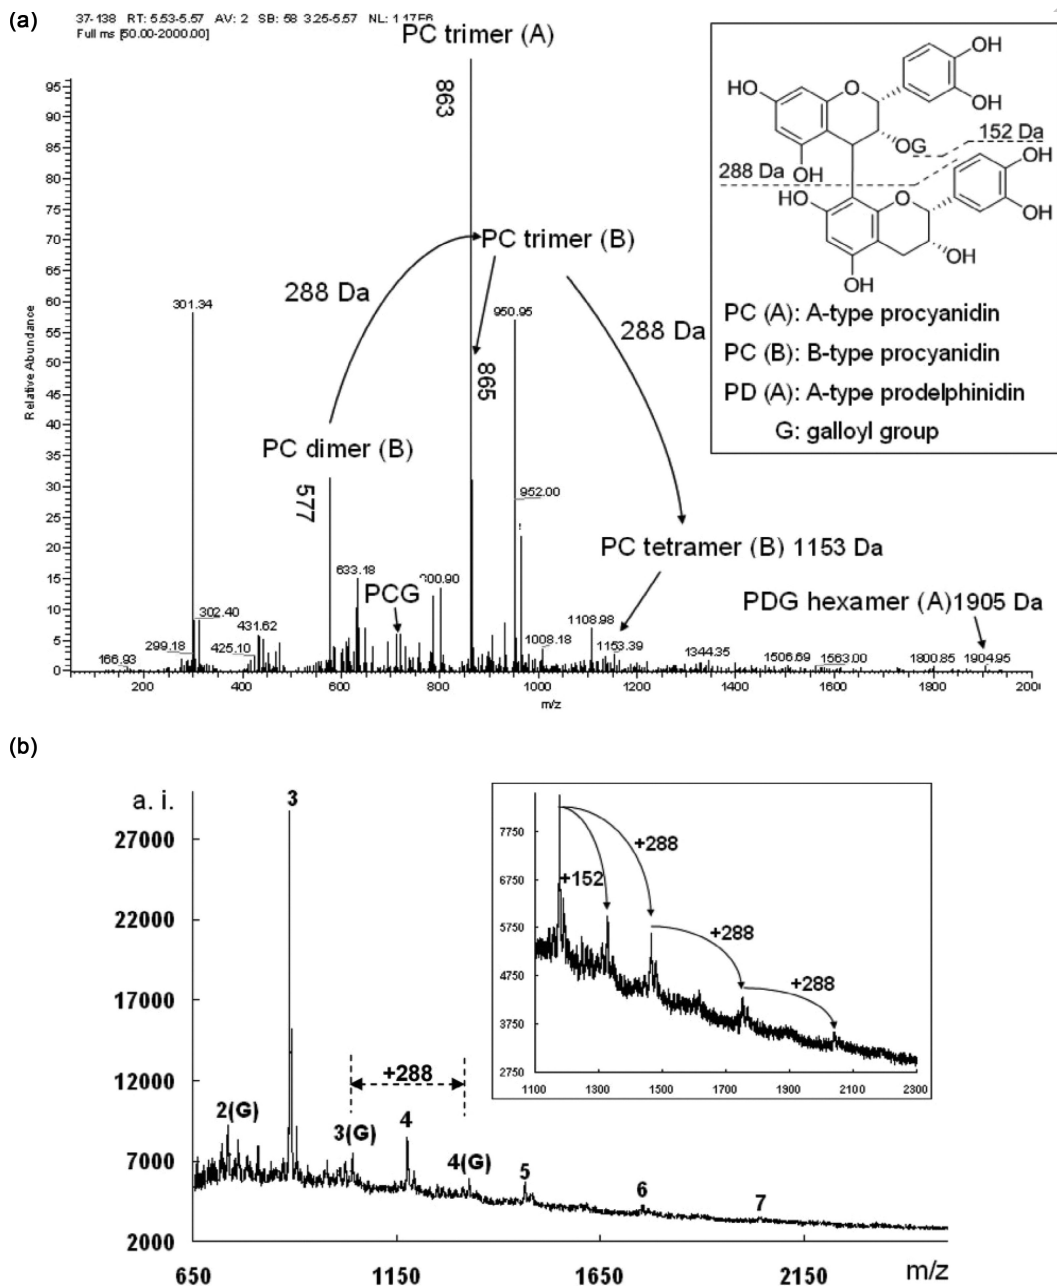 (a)
37-138 RT: 5.53-5.57 AV: 2 SB: 58 3.25-5.57 NL: 1.17E6
Full ms [50.00-2000.00]
PC trimer (A)
863
PC trimer (B)
288 Da
865
288 Da
PC dimer (B)
577
PC tetramer (B) 1153 Da
PCG
PDG hexamer (A)1905 Da
301.34
950.95
952.00
633.18
302.40
431.62
299.18
425.10
166.93
1008.18
1108.98
1153.39
1344.35
1506.69
1563.00
1800.85
1904.95
Relative Abundance
95
90
85
80
75
70
65
60
55
50
45
40
35
30
25
20
15
10
5
0
200
400
600
800
1000
1200
1400
1600
1800
m/z
OH
OH
HO
O
OG
152 Da
OH
288 Da
OH
OH
HO
O
OH
OH
PC (A): A-type procyanidin
PC (B): B-type procyanidin
PD (A): A-type prodelphinidin
G: galloyl group
(b)
a. i.
27000
22000
17000
12000
7000
2000
650
1150
1650
2150
m/z
2(G)
3
3(G)
+288
4
4(G)
5
6
7
7750
6750
5750
4750
3750
2750
1100
1300
1500
1700
1900
2100
2300
+152
+288
+288
+288